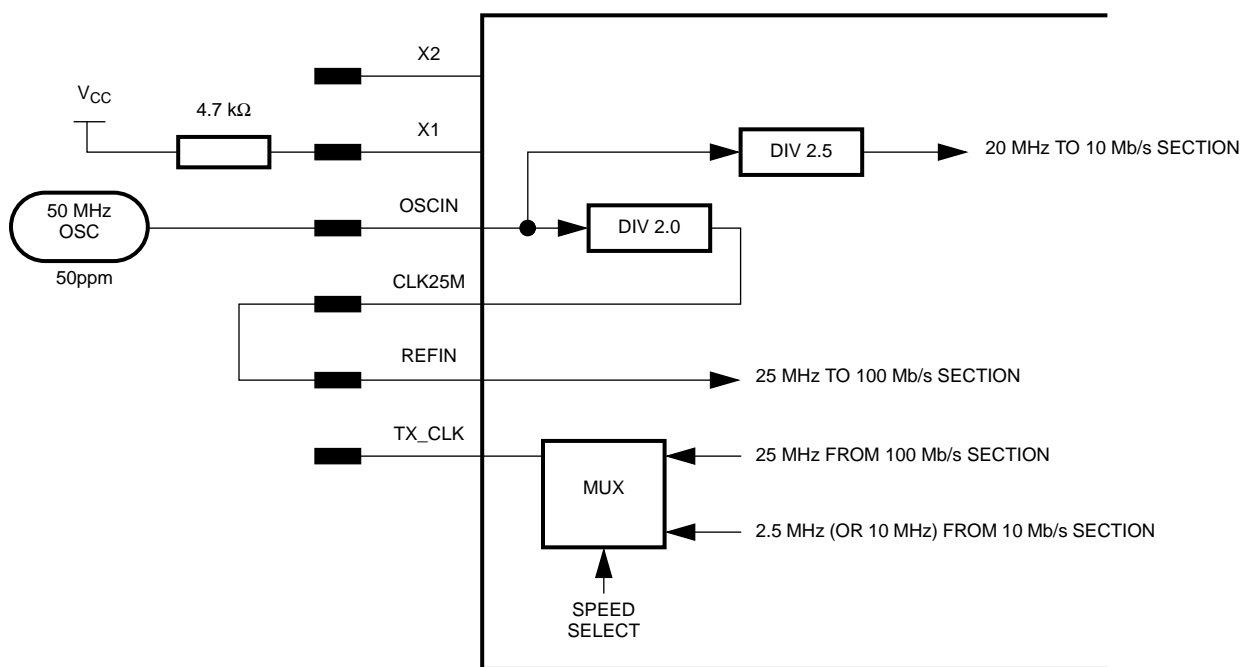 X2
VCC
4.7 kΩ
X1
DIV 2.5
20 MHz TO 10 Mb/s SECTION
50 MHz
OSC
OSCIN
DIV 2.0
50ppm
CLK25M
REFIN
25 MHz TO 100 Mb/s SECTION
TX_CLK
25 MHz FROM 100 Mb/s SECTION
MUX
2.5 MHz (OR 10 MHz) FROM 10 Mb/s SECTION
SPEED
SELECT